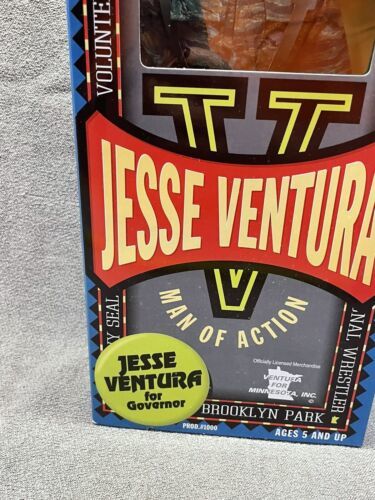 VOLUNTE
V
JESSE VENTURA
MAN OF ACTION
Y SEAL
NAL WRESTLER
JESSE
VENTURA
for
Governor
Officially Licensed Merchandise
VENTURA
FOR
MINNESOTA, INC.
BROOKLYN PARK
PROD.#1000
AGES 5 AND UP